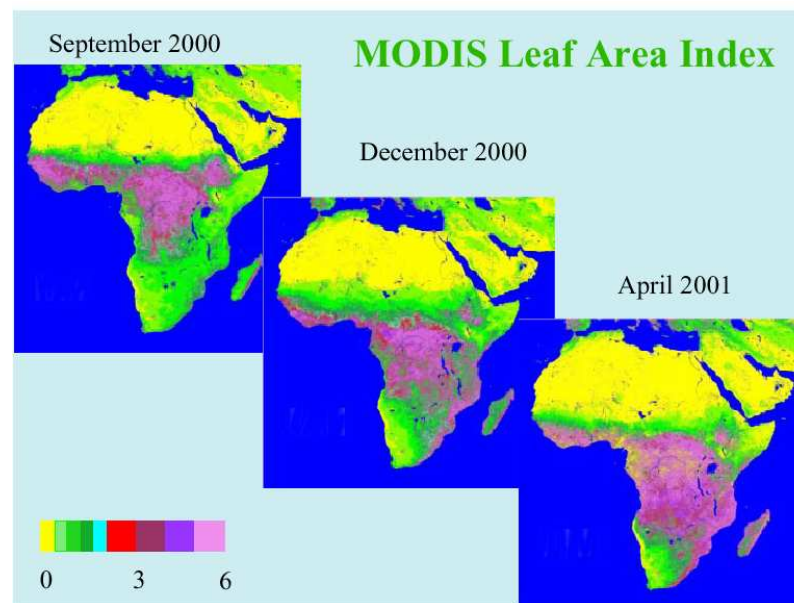 September 2000
MODIS Leaf Area Index
December 2000
April 2001
0 3 6